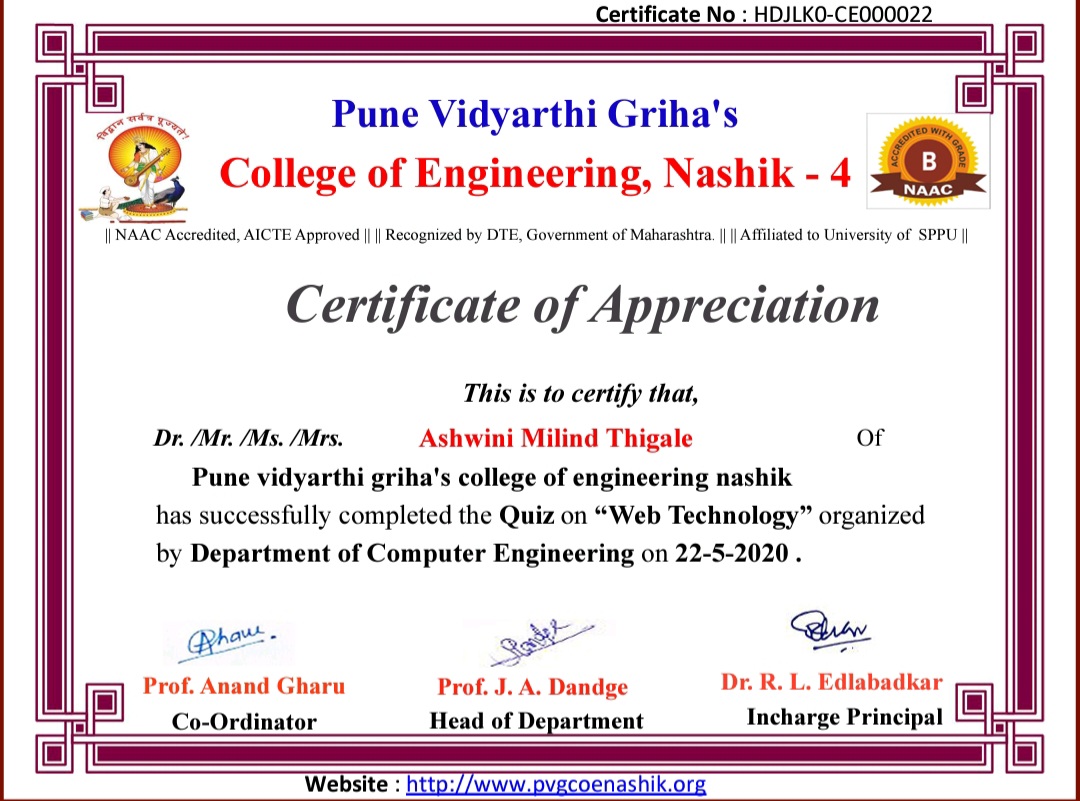 Certificate No : HDJLK0-CE000022
Pune Vidyarthi Griha's
विद्वान सर्वत्र पूज्यते!
College of Engineering, Nashik - 4
ACCREDITED WITH GRADE
B
NAAC
|| NAAC Accredited, AICTE Approved || || Recognized by DTE, Government of Maharashtra. || || Affiliated to University of SPPU ||
Certificate of Appreciation
This is to certify that,
Dr. /Mr. /Ms. /Mrs. Ashwini Milind Thigale Of
Pune vidyarthi griha's college of engineering nashik
has successfully completed the Quiz on “Web Technology” organized
by Department of Computer Engineering on 22-5-2020 .
Prof. Anand Gharu Prof. J. A. Dandge Dr. R. L. Edlabadkar
Co-Ordinator Head of Department Incharge Principal
Website : http://www.pvgcoenashik.org